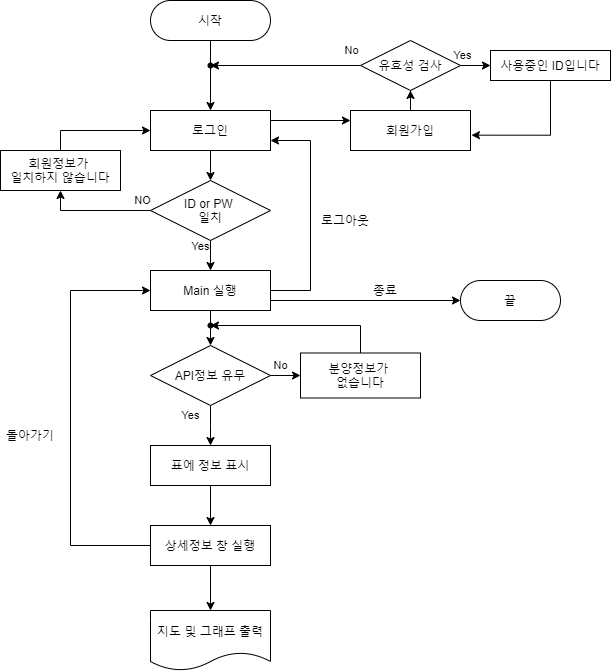 시작
No
유효성 검사
Yes
사용중인 ID입니다
로그인
회원가입
회원정보가
일치하지 않습니다
NO
ID or PW
일치
로그아웃
Yes
Main 실행
종료
끝
API정보 유무
No
분양정보가
없습니다
Yes
돌아가기
표에 정보 표시
상세정보 창 실행
지도 및 그래프 출력